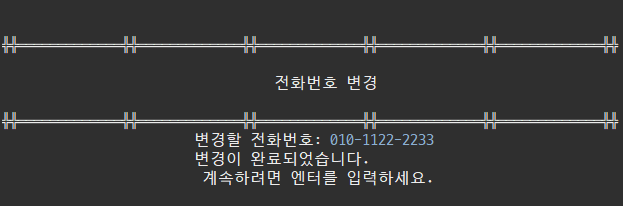 전화번호 변경
변경할 전화번호: 010-1122-2233
변경이 완료되었습니다.
계속하려면 엔터를 입력하세요.